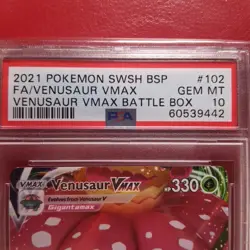 2021 POKEMON SWSH BSP #102
FA/VENUSAUR VMAX GEM MT
VENUSAUR VMAX BATTLE BOX 10
PSA 60539442
VMAX Venusaur VMAX 330
Gigantamax